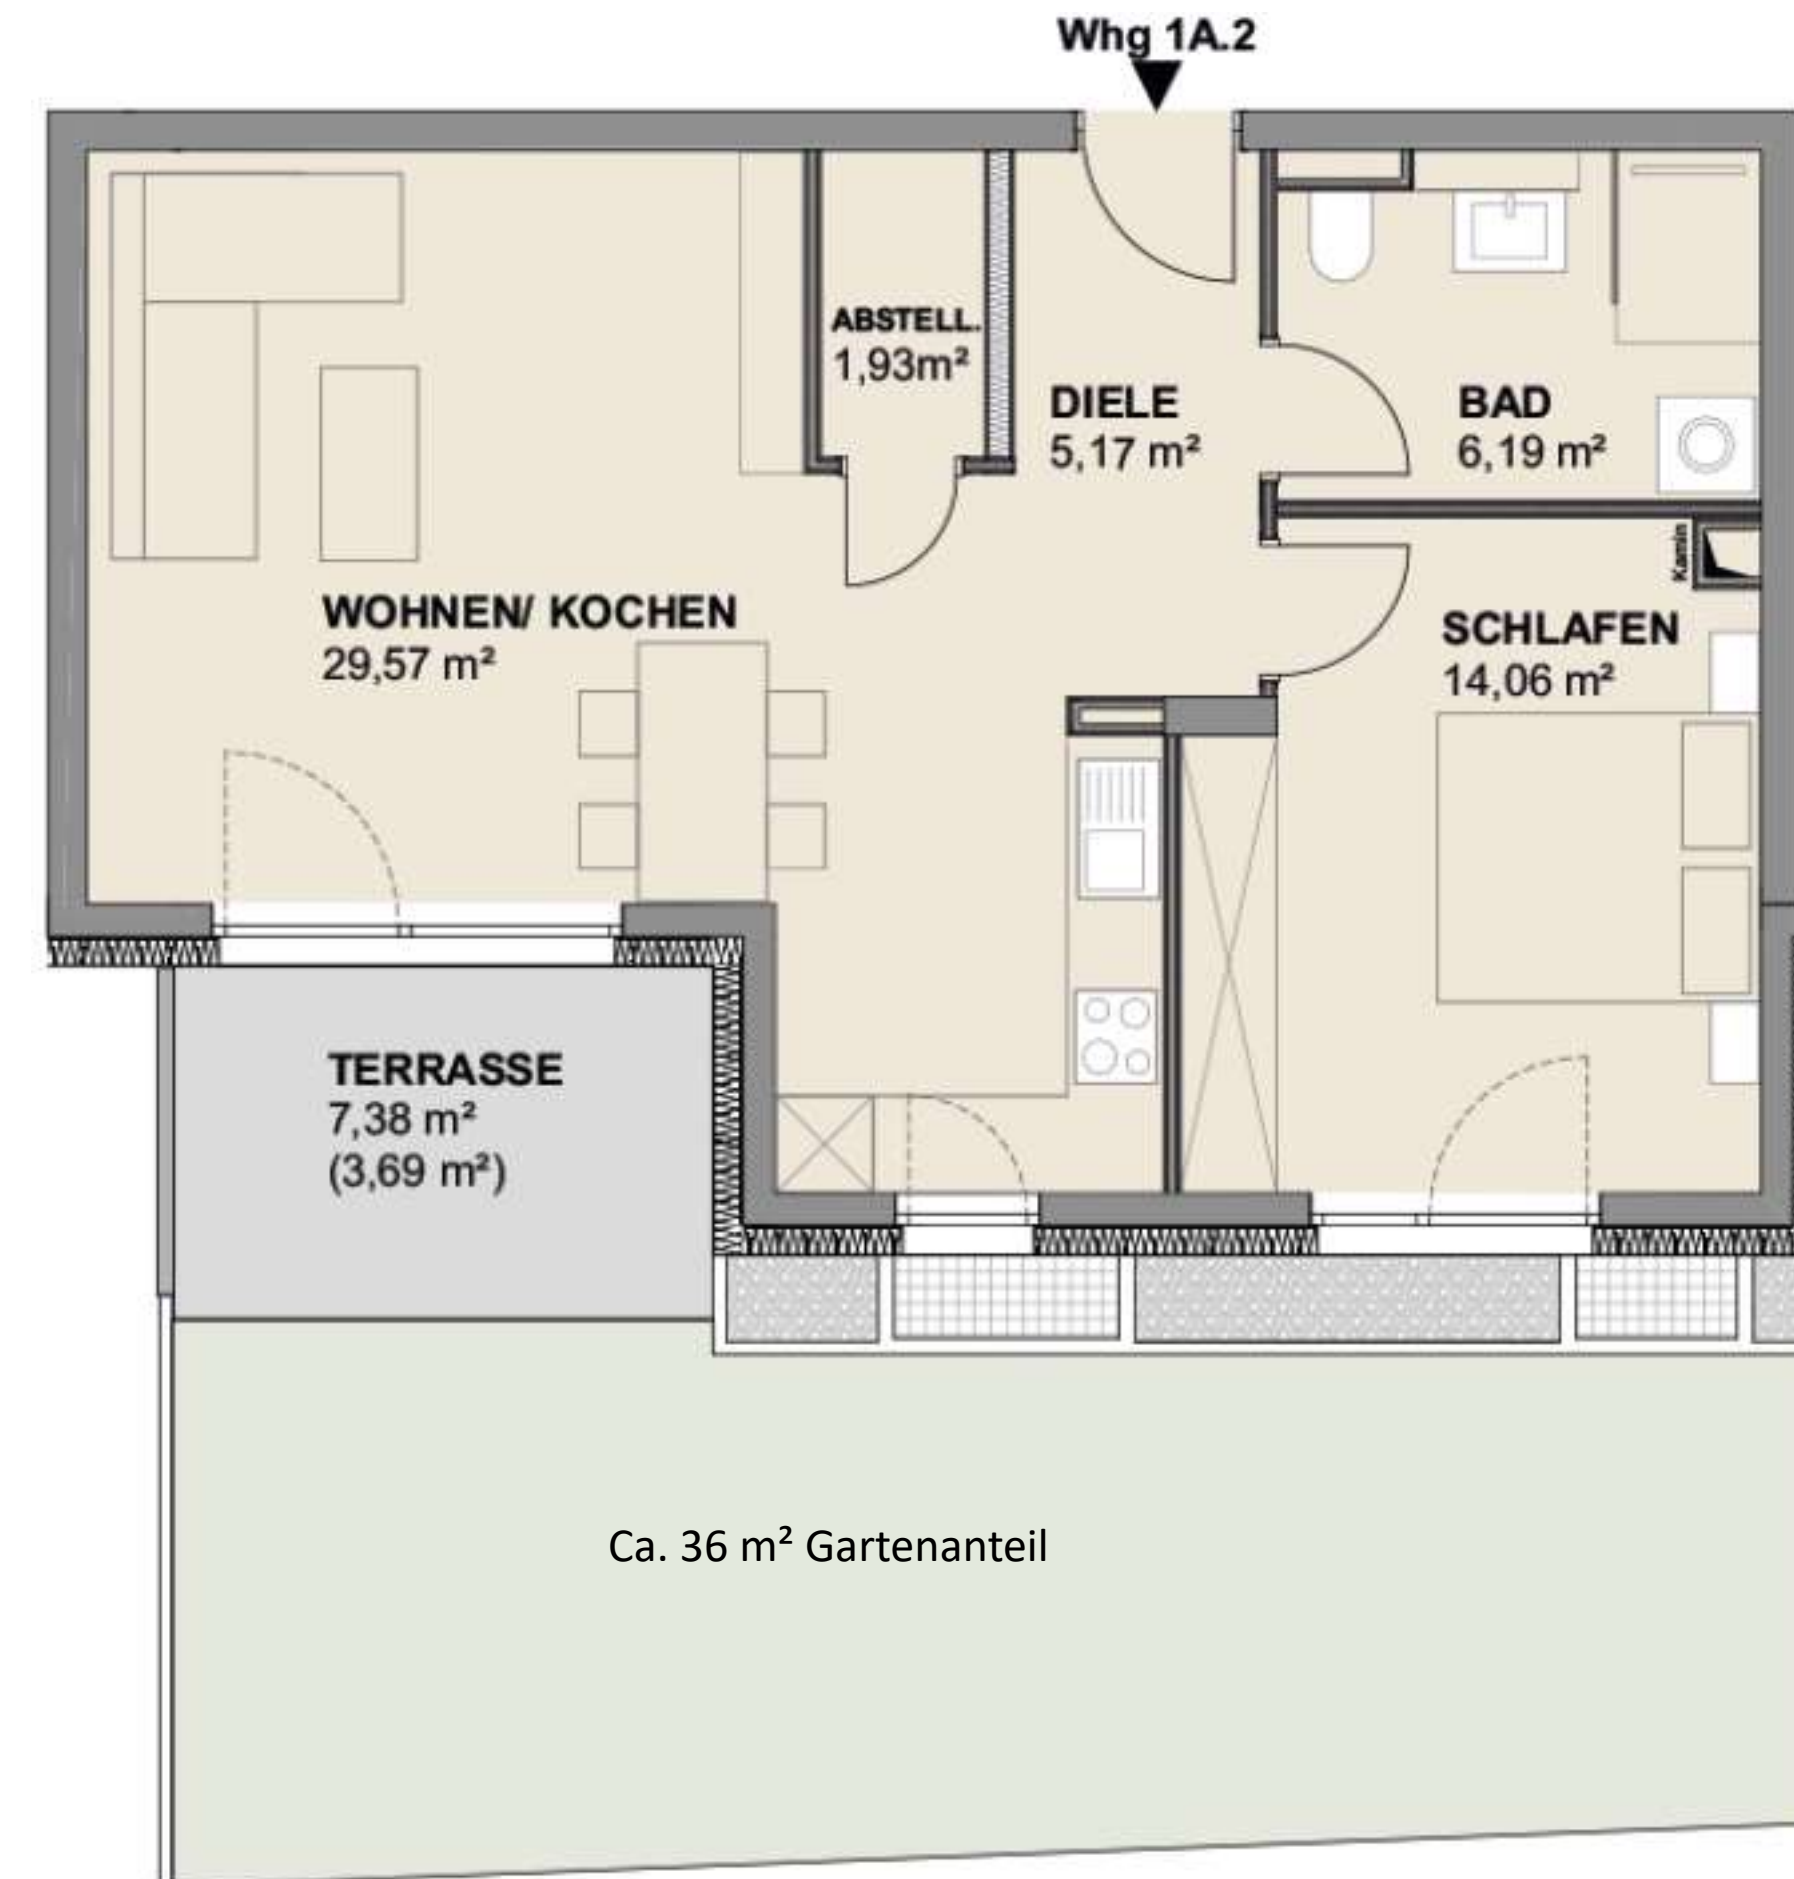 Whg 1A.2
ABSTELL.
1,93m²
DIELE
5,17 m²
BAD
6,19 m²
Kamin
WOHNEN/ KOCHEN
29,57 m²
SCHLAFEN
14,06 m²
TERRASSE
7,38 m²
(3,69 m²)
Ca. 36 m² Gartenanteil